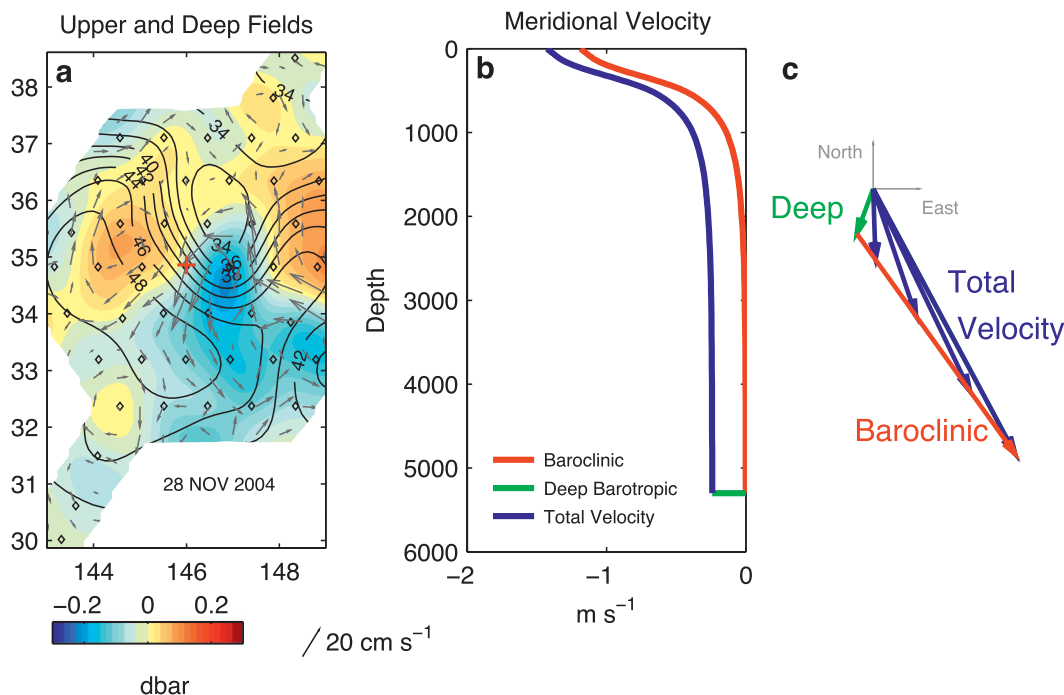 Upper and Deep Fields
a
38
37
36
35
34
33
32
31
30
144 146 148
34
34
40
42
44
46
48
34
36
38
42
28 NOV 2004
−0.2 0 0.2
dbar
20 cm s⁻¹
Meridional Velocity
b
0
1000
2000
3000
4000
5000
6000
Depth
−2 −1 0
m s⁻¹
Baroclinic
Deep Barotropic
Total Velocity
c
North
East
Deep
Total
Velocity
Baroclinic